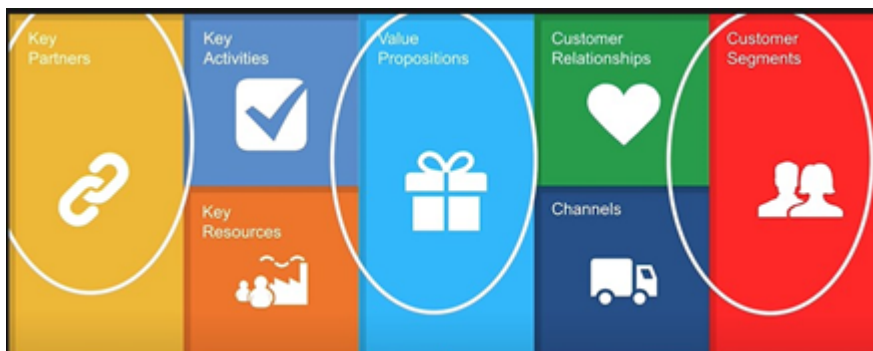 Key
Partners
Key
Activities
Key
Resources
Value
Propositions
Customer
Relationships
Channels
Customer
Segments